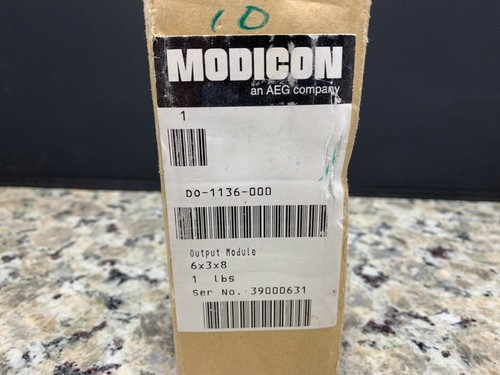 10
MODICON
an AEG company
1
DO-1136-000
Output Module
6x3x8
1 lbs
Ser No. 39000631